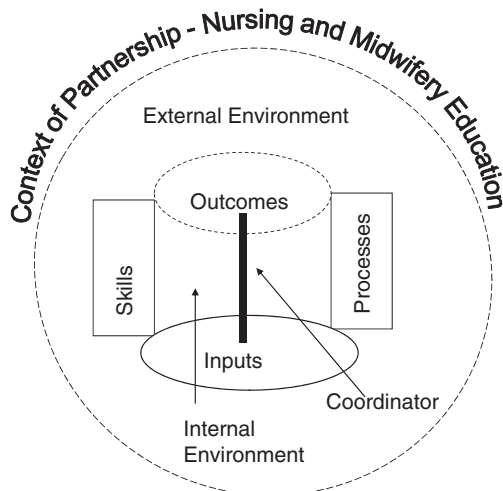 Context of Partnership - Nursing and Midwifery Education
External Environment
Outcomes
Skills
Processes
Inputs
Coordinator
Internal
Environment